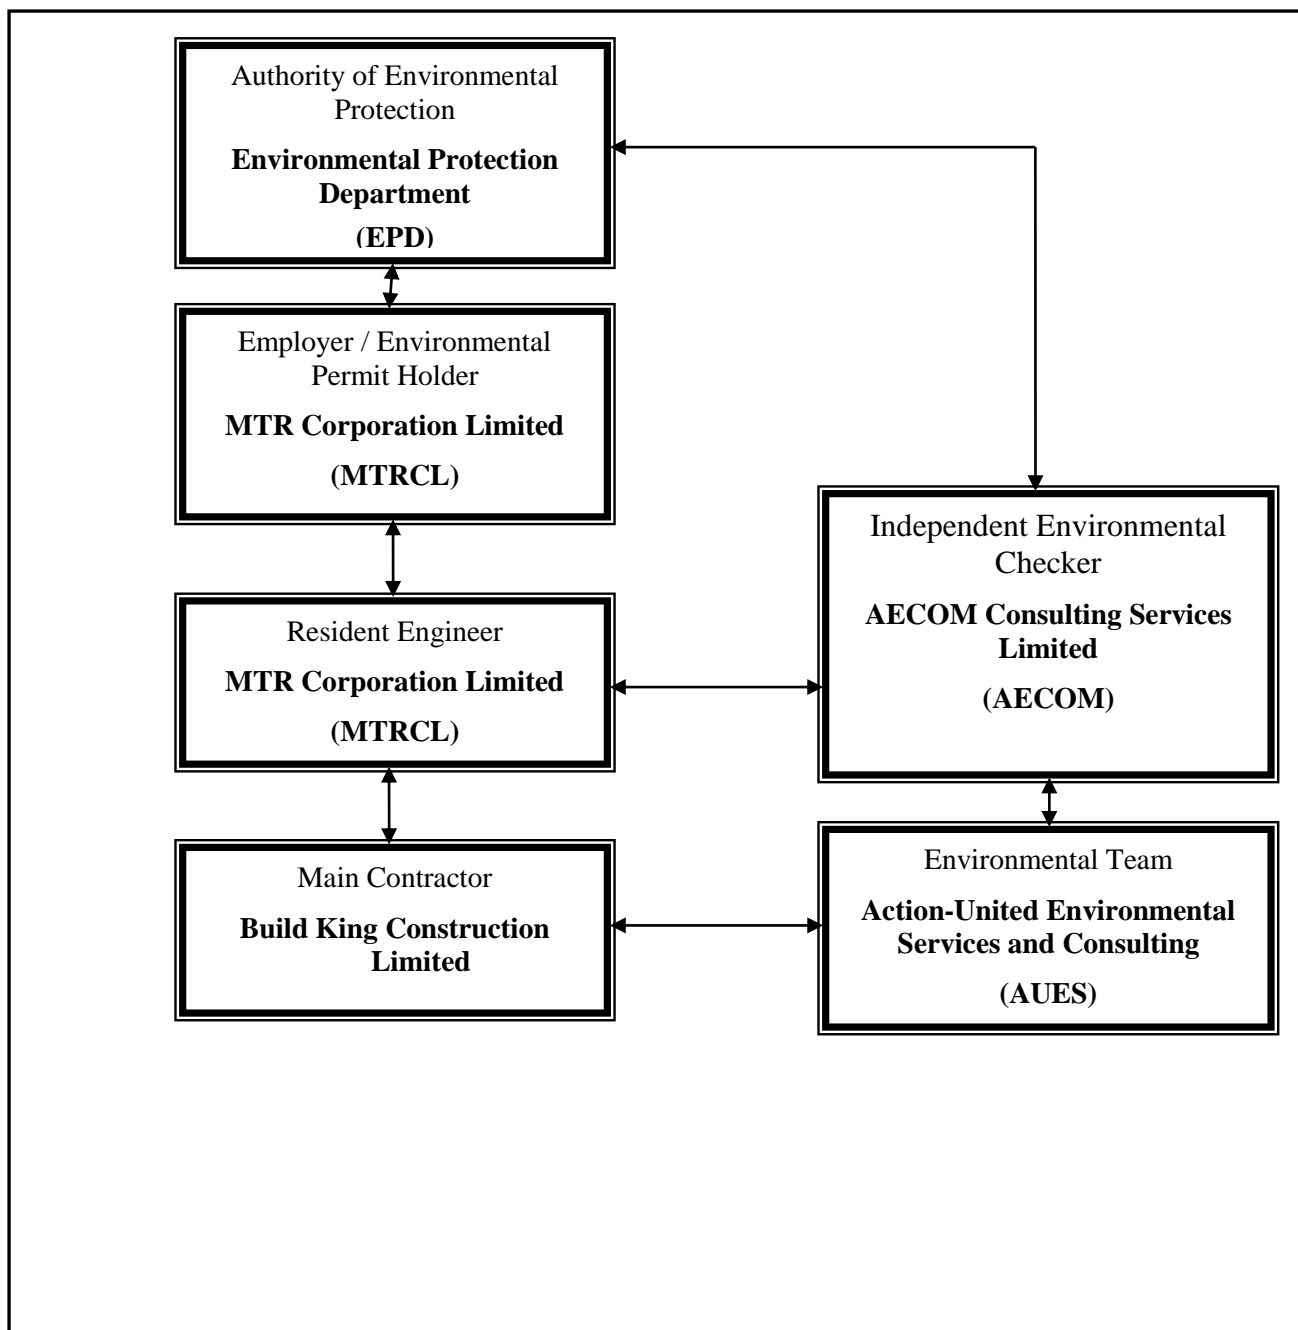 Authority of Environmental
Protection
Environmental Protection
Department
(EPD)
Employer / Environmental
Permit Holder
MTR Corporation Limited
(MTRCL)
Independent Environmental
Checker
AECOM Consulting Services
Limited
(AECOM)
Resident Engineer
MTR Corporation Limited
(MTRCL)
Main Contractor
Build King Construction
Limited
Environmental Team
Action-United Environmental
Services and Consulting
(AUES)